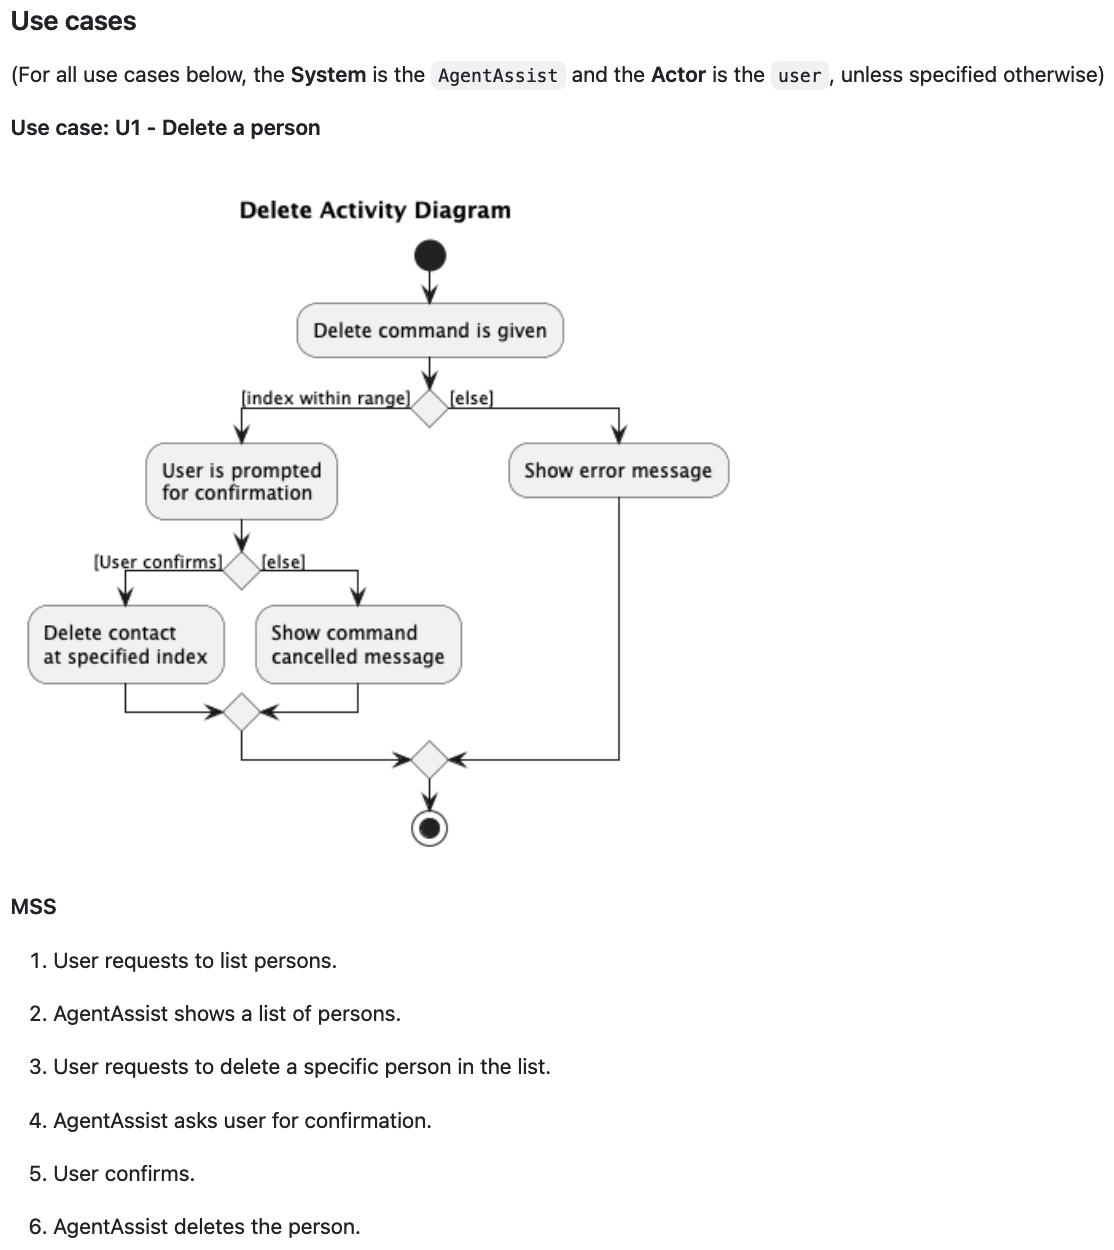 Use cases
(For all use cases below, the System is the AgentAssist and the Actor is the user, unless specified otherwise)
Use case: U1 - Delete a person
Delete Activity Diagram
Delete command is given
[index within range]
[else]
User is prompted
for confirmation
Show error message
[User confirms]
[else]
Delete contact
at specified index
Show command
cancelled message
MSS
1. User requests to list persons.
2. AgentAssist shows a list of persons.
3. User requests to delete a specific person in the list.
4. AgentAssist asks user for confirmation.
5. User confirms.
6. AgentAssist deletes the person.